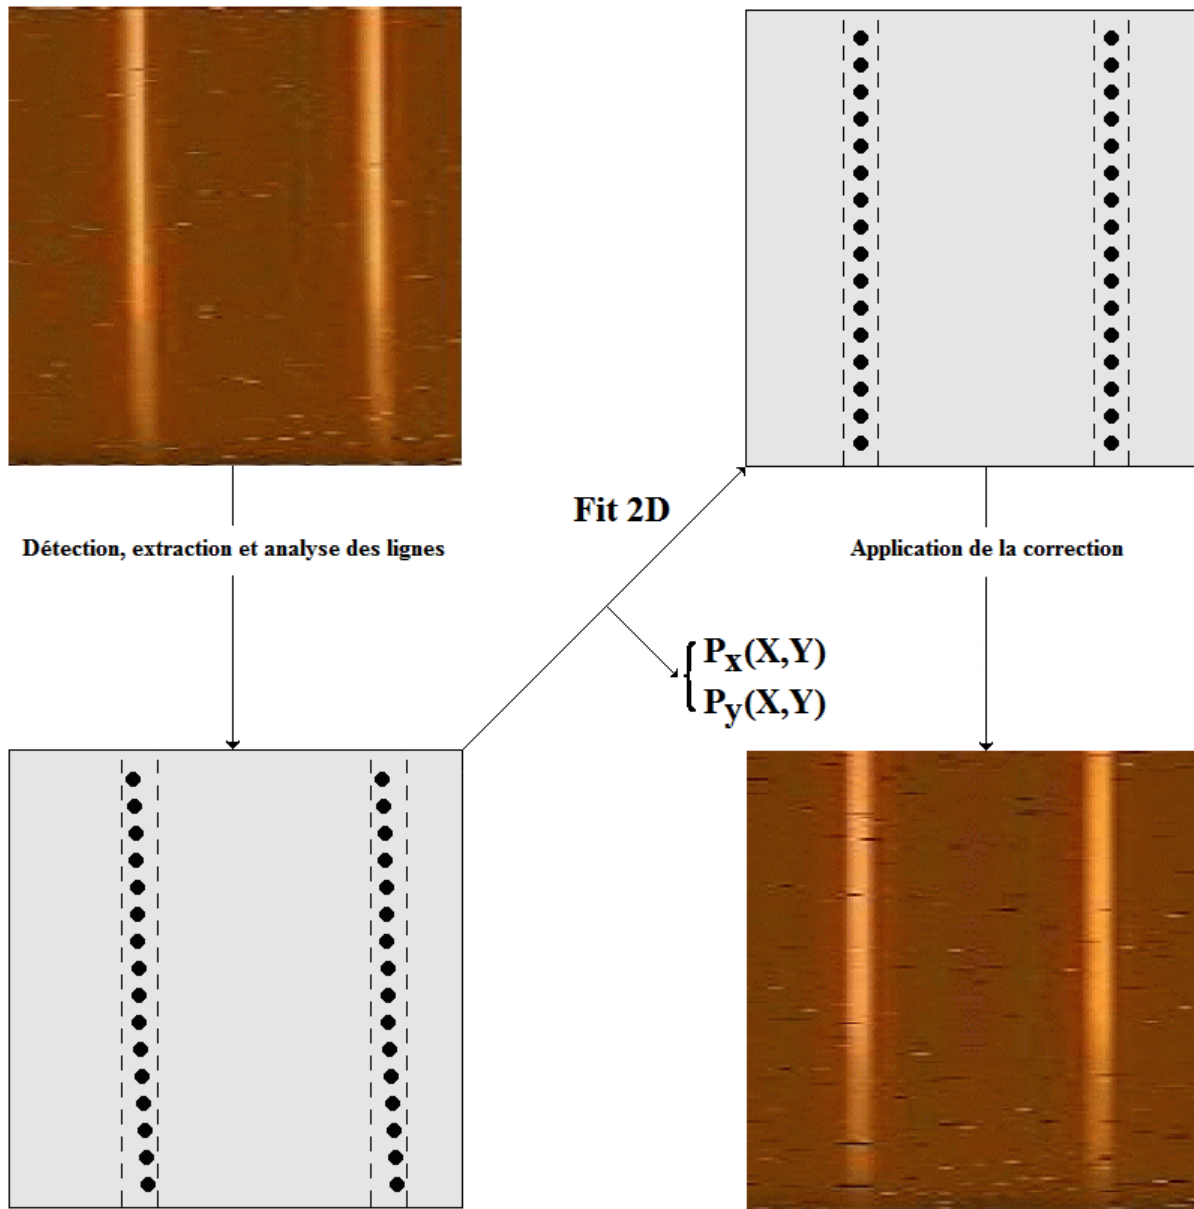 Fit 2D
Détection, extraction et analyse des lignes
Application de la correction
Px(X,Y)
Py(X,Y)